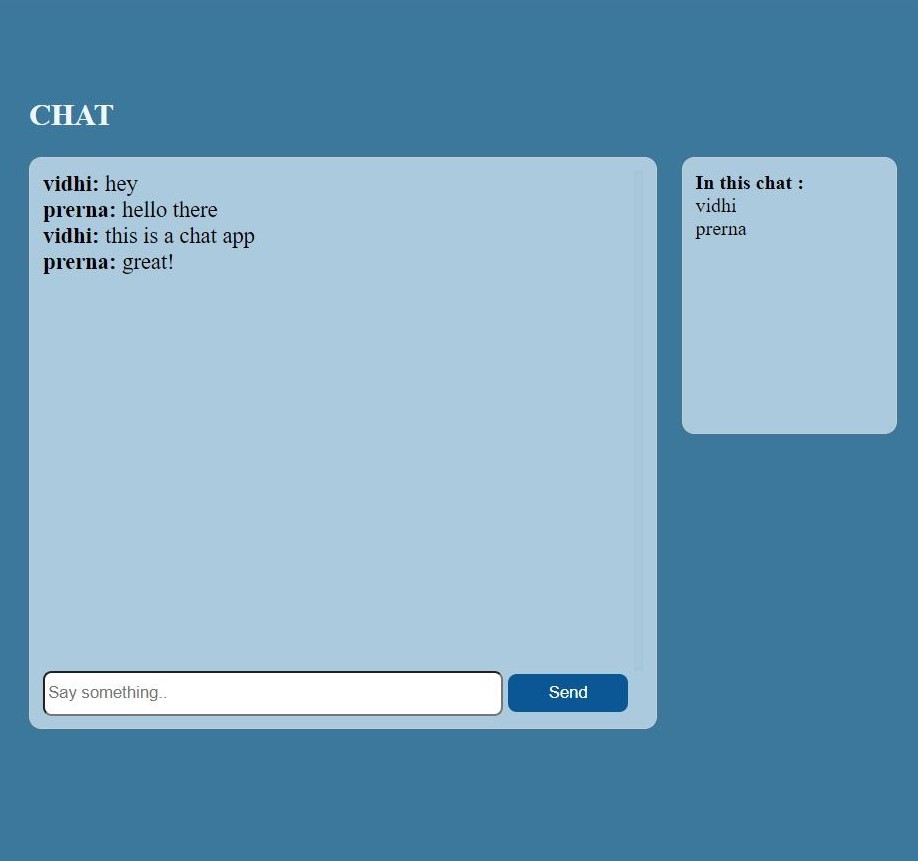 CHAT
vidhi: hey
prerna: hello there
vidhi: this is a chat app
prerna: great!
Say something..
Send
In this chat :
vidhi
prerna